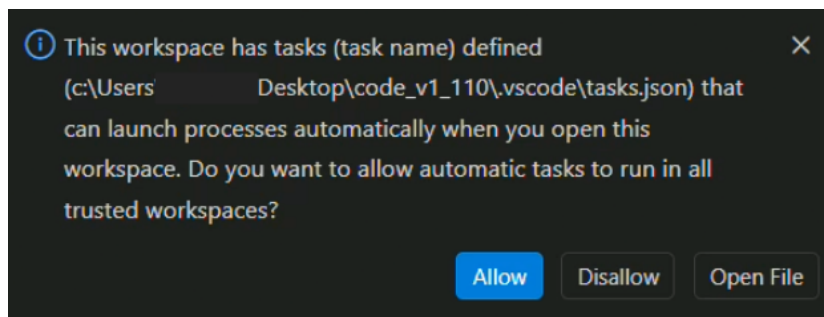 This workspace has tasks (task name) defined
(c:\Users\ Desktop\code_v1_110\.vscode\tasks.json) that
can launch processes automatically when you open this
workspace. Do you want to allow automatic tasks to run in all
trusted workspaces?
Allow Disallow Open File